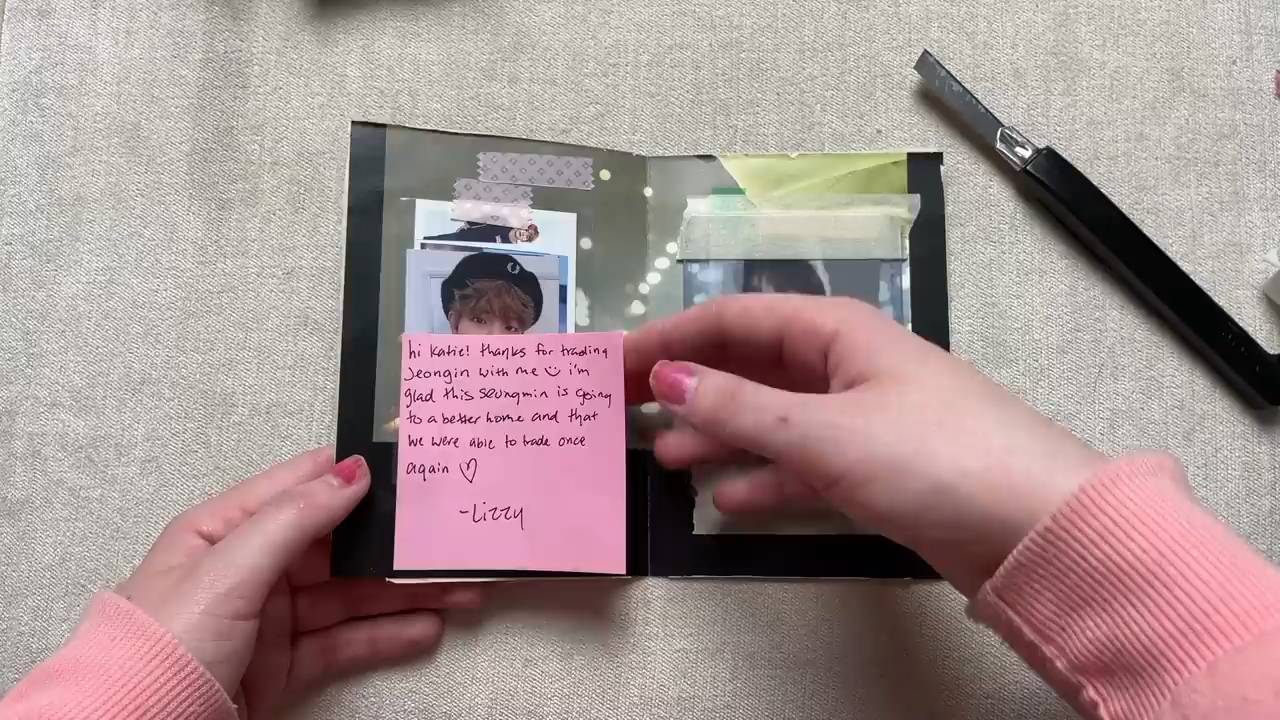 hi Katie! thanks for trading
Jeongin with me :) i'm
glad this seungmin is going
to a better home and that
we were able to trade once
again ♡
-Lizzy